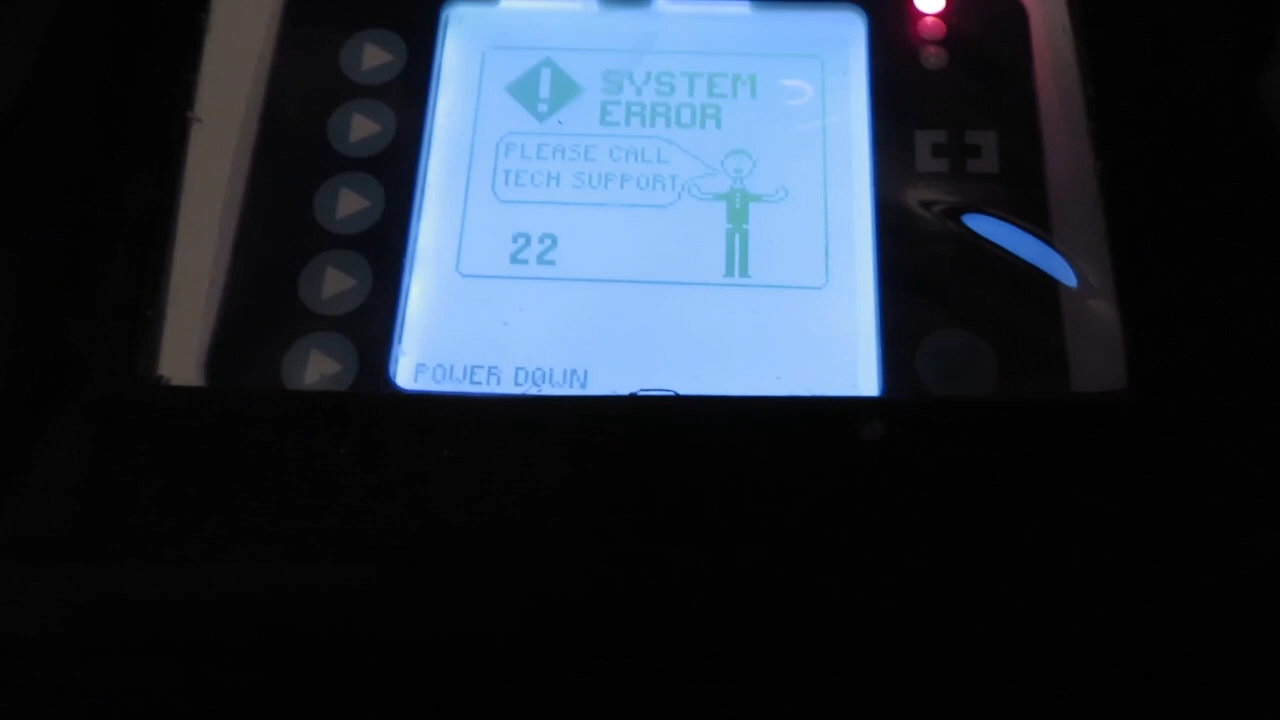 SYSTEM
ERROR
PLEASE CALL
TECH SUPPORT
22
POWER DOWN